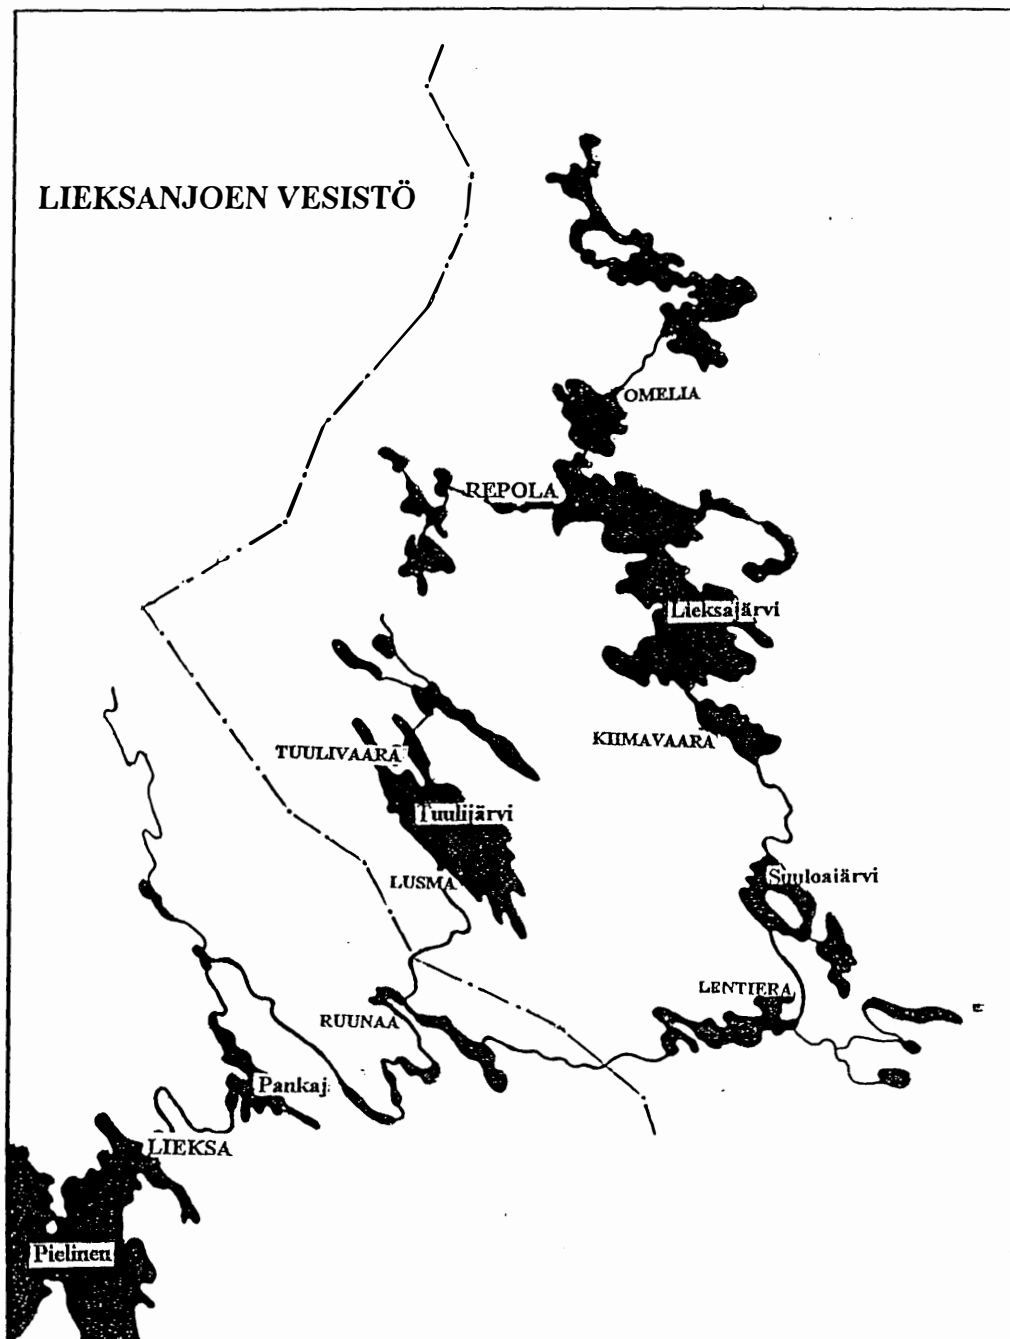 LIEKSANJOEN VESISTÖ
OMELIA
REPOLA
Lieksajärvi
KIIMAVAARA
TUULIVAARA
Tuulijärvi
LUSMA
Suuloajärvi
LENTIERA
RUUNAA
Pankaj.
LIEKSA
Pielinen